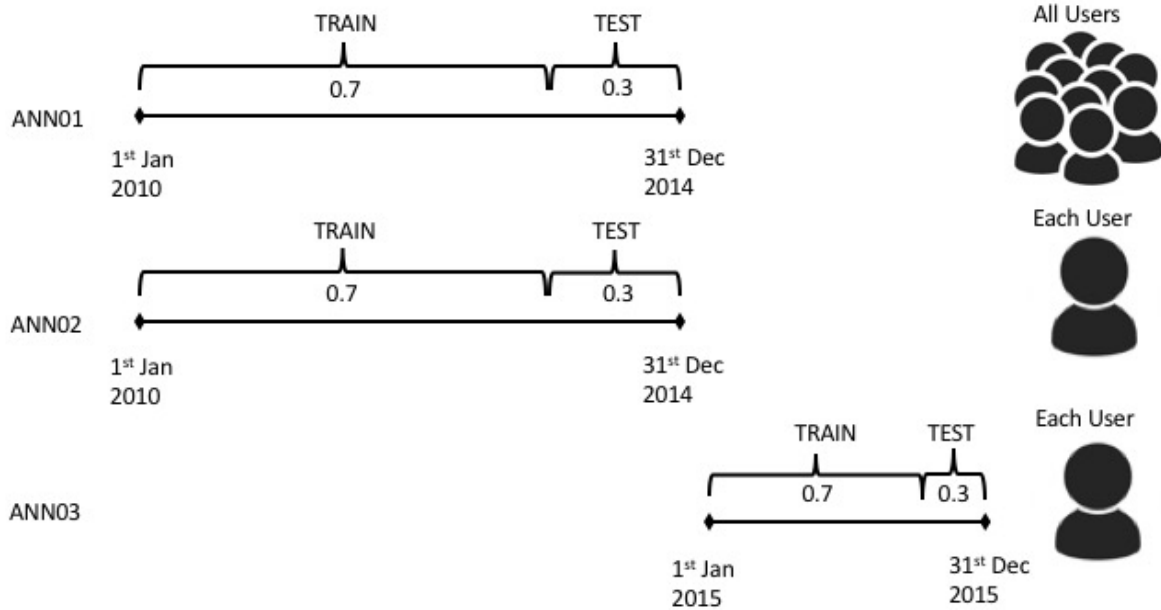 TRAIN TEST All Users
0.7 0.3
ANN01
1st Jan 31st Dec
2010 2014
TRAIN TEST Each User
0.7 0.3
ANN02
1st Jan 31st Dec
2010 2014
TRAIN TEST Each User
0.7 0.3
ANN03
1st Jan 31st Dec
2015 2015